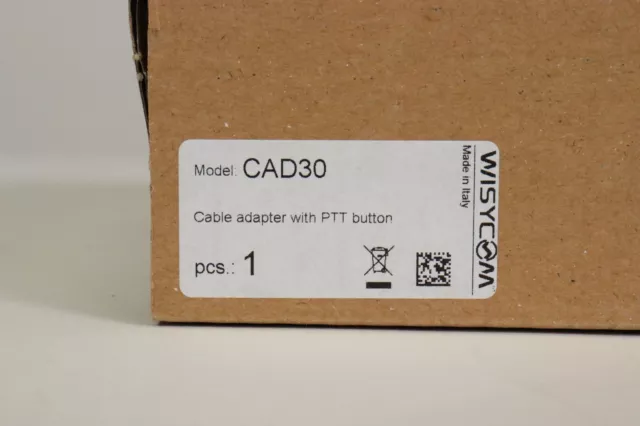 Model: CAD30
Cable adapter with PTT button
pcs.: 1
WISYCOM
Made in Italy